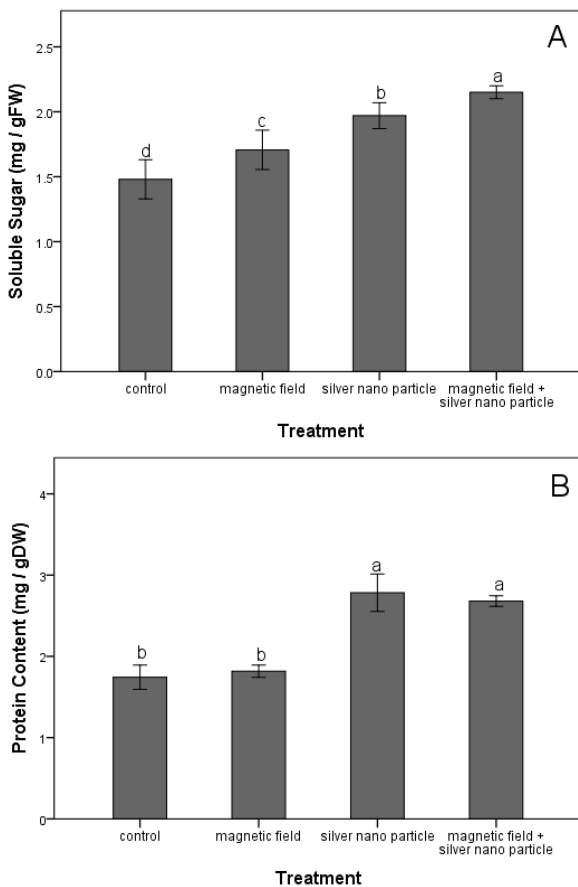 A
Soluble Sugar (mg / gFW)
2.5
2.0
1.5
1.0
0.5
0.0
d
c
b
a
control
magnetic field
silver nano particle
magnetic field +
silver nano particle
Treatment
B
Protein Content (mg / gDW)
4
3
2
1
0
b
b
a
a
control
magnetic field
silver nano particle
magnetic field +
silver nano particle
Treatment